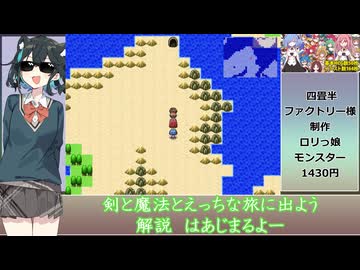 四畳半
ファクトリー様
制作
ロリっ娘
モンスター
1430円
剣と魔法とえっちな旅に出よう
解説　はあじまるよー